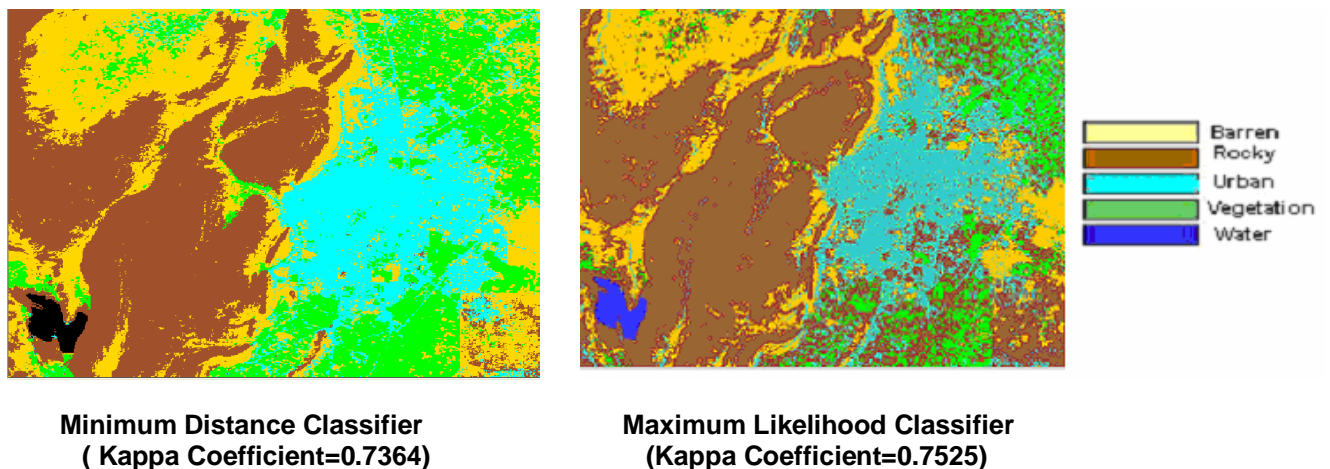 Barren
Rocky
Urban
Vegetation
Water
Minimum Distance Classifier
( Kappa Coefficient=0.7364)
Maximum Likelihood Classifier
(Kappa Coefficient=0.7525)